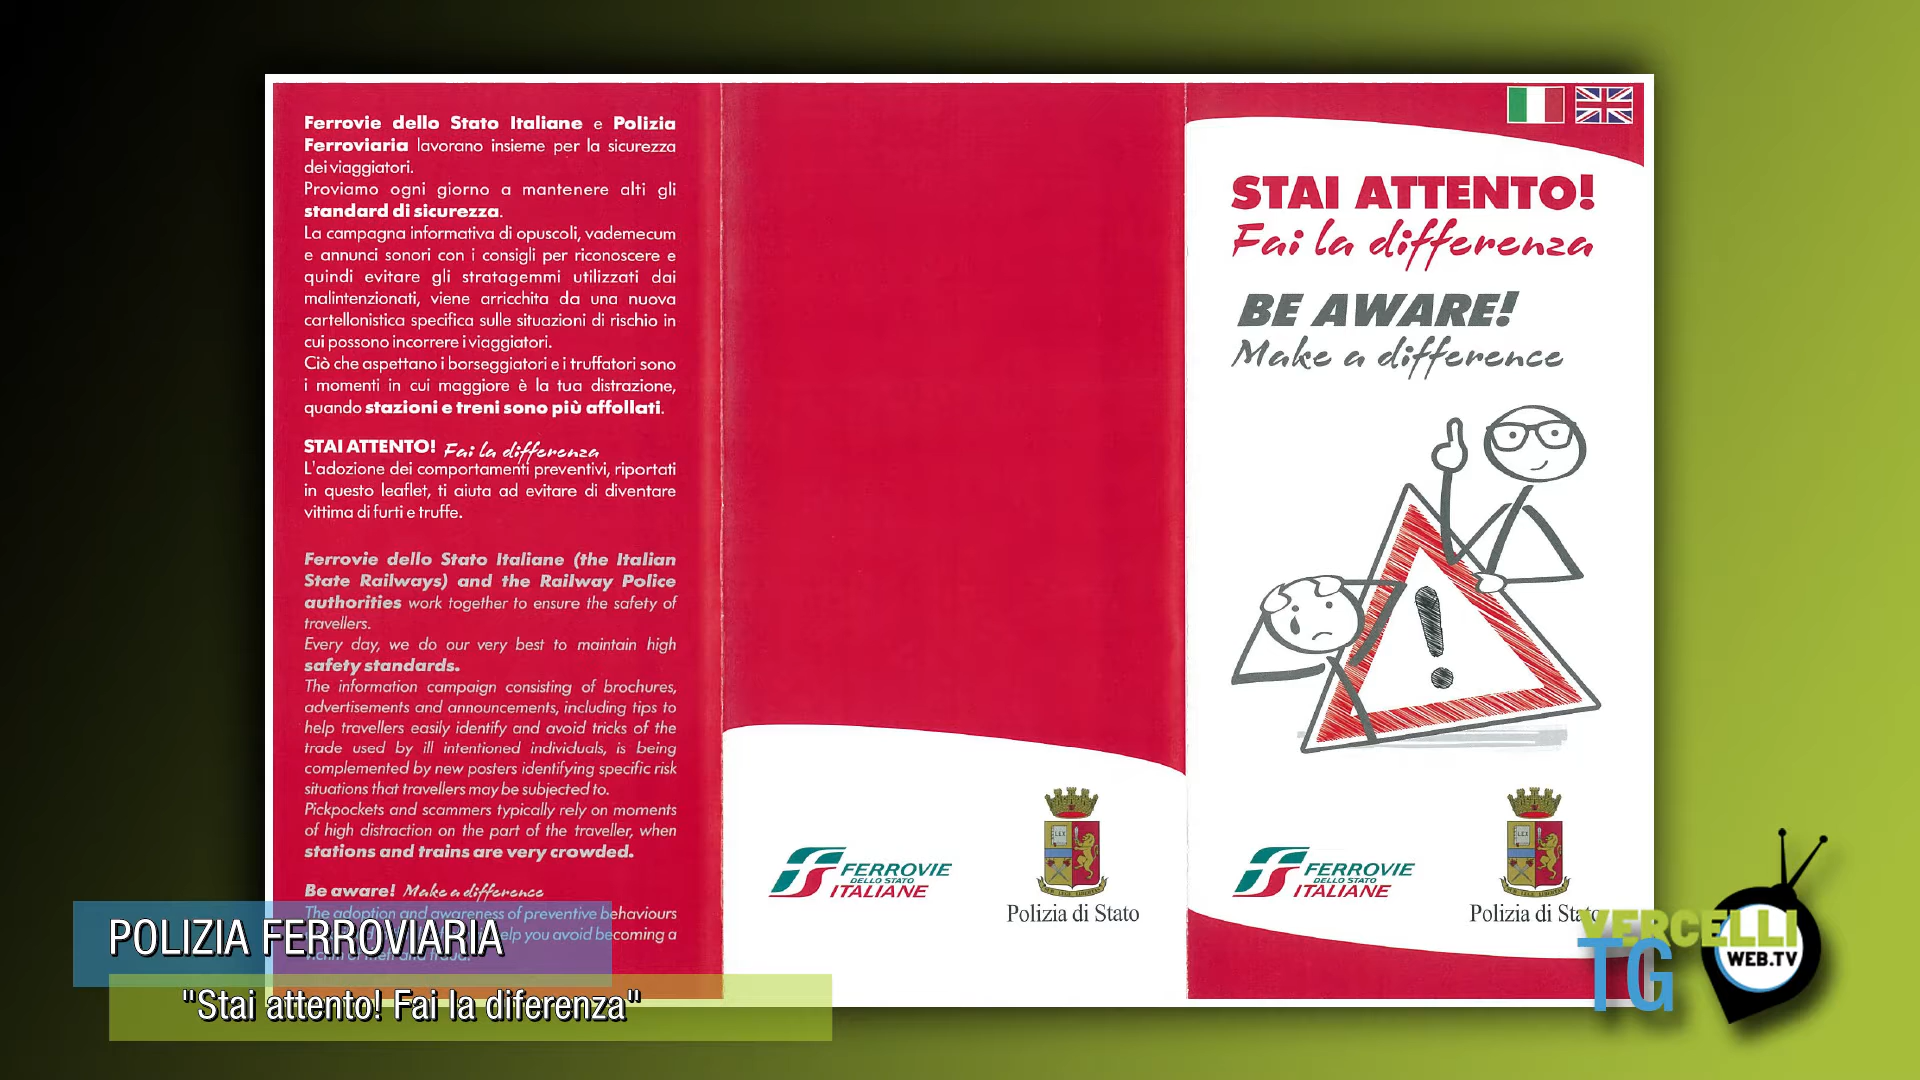 Ferrovie dello Stato Italiane e Polizia
Ferroviaria lavorano insieme per la sicurezza
dei viaggiatori.
Proviamo ogni giorno a mantenere alti gli
standard di sicurezza.
La campagna informativa di opuscoli, vademecum
e annunci sonori con i consigli per riconoscere e
quindi evitare gli stratagemmi utilizzati dai
malintenzionati, viene arricchita da una nuova
cartellonistica specifica sulle situazioni di rischio in
cui possono incorrere i viaggiatori.
Ciò che aspettano i borseggiatori e i truffatori sono
i momenti in cui maggiore è la tua distrazione,
quando stazioni e treni sono più affollati.
STAI ATTENTO! Fai la differenza
L'adozione dei comportamenti preventivi, riportati
in questo leaflet, ti aiuta ad evitare di diventare
vittima di furti e truffe.
Ferrovie dello Stato Italiane (the Italian
State Railways) and the Railway Police
authorities work together to ensure the safety of
travellers.
Every day, we do our very best to maintain high
safety standards.
The information campaign consisting of brochures,
advertisements and announcements, including tips to
help travellers easily identify and avoid tricks of the
trade used by ill intentioned individuals, is being
complemented by new posters identifying specific risk
situations that travellers may be subjected to.
Pickpockets and scammers typically rely on moments
of high distraction on the part of the traveller, when
stations and trains are very crowded.
Be aware! Make a difference
The adoption and awareness of preventive behaviours
help you avoid becoming a
victim of theft and fraud.
FERROVIE
DELLO STATO
ITALIANE
Polizia di Stato
STAI ATTENTO!
Fai la differenza
BE AWARE!
Make a difference
!
FERROVIE
DELLO STATO
ITALIANE
Polizia di Stato
POLIZIA FERROVIARIA
"Stai attento! Fai la diferenza"
VERCELLI
WEB.TV
TG